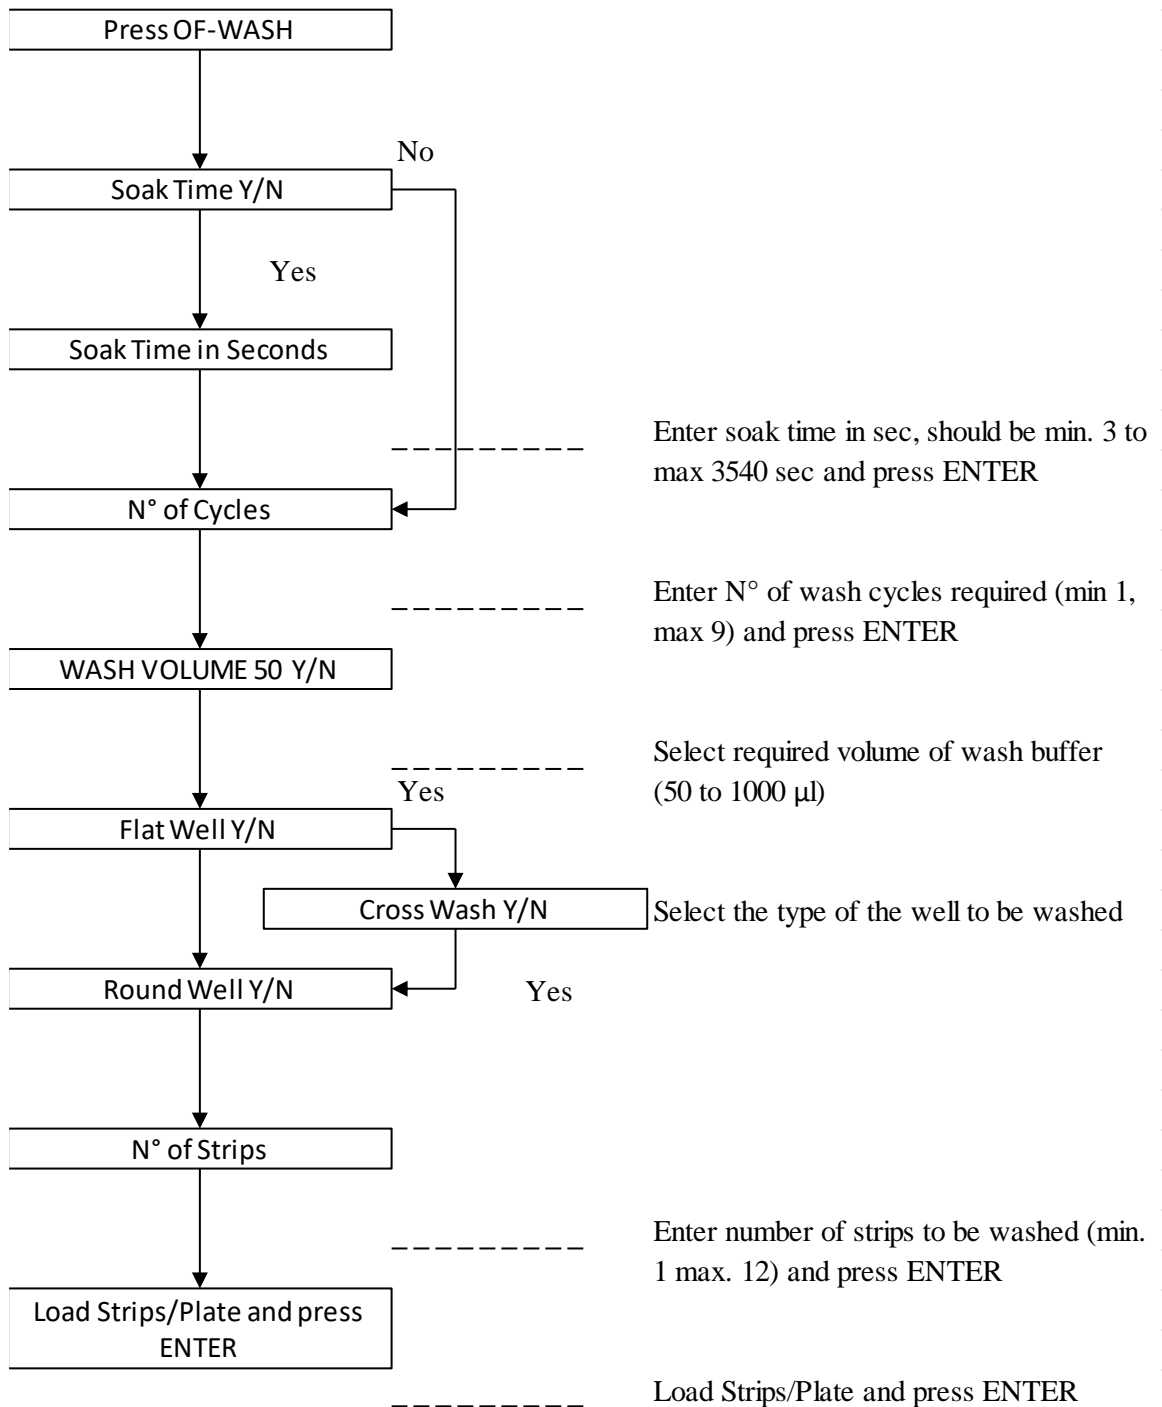 Press OF-WASH
No
Soak Time Y/N
Yes
Soak Time in Seconds
Enter soak time in sec, should be min. 3 to
max 3540 sec and press ENTER
N° of Cycles
Enter N° of wash cycles required (min 1,
max 9) and press ENTER
WASH VOLUME 50 Y/N
Select required volume of wash buffer
(50 to 1000 µl)
Yes
Flat Well Y/N
Cross Wash Y/N
Select the type of the well to be washed
Round Well Y/N
Yes
N° of Strips
Enter number of strips to be washed (min.
1 max. 12) and press ENTER
Load Strips/Plate and press
ENTER
Load Strips/Plate and press ENTER